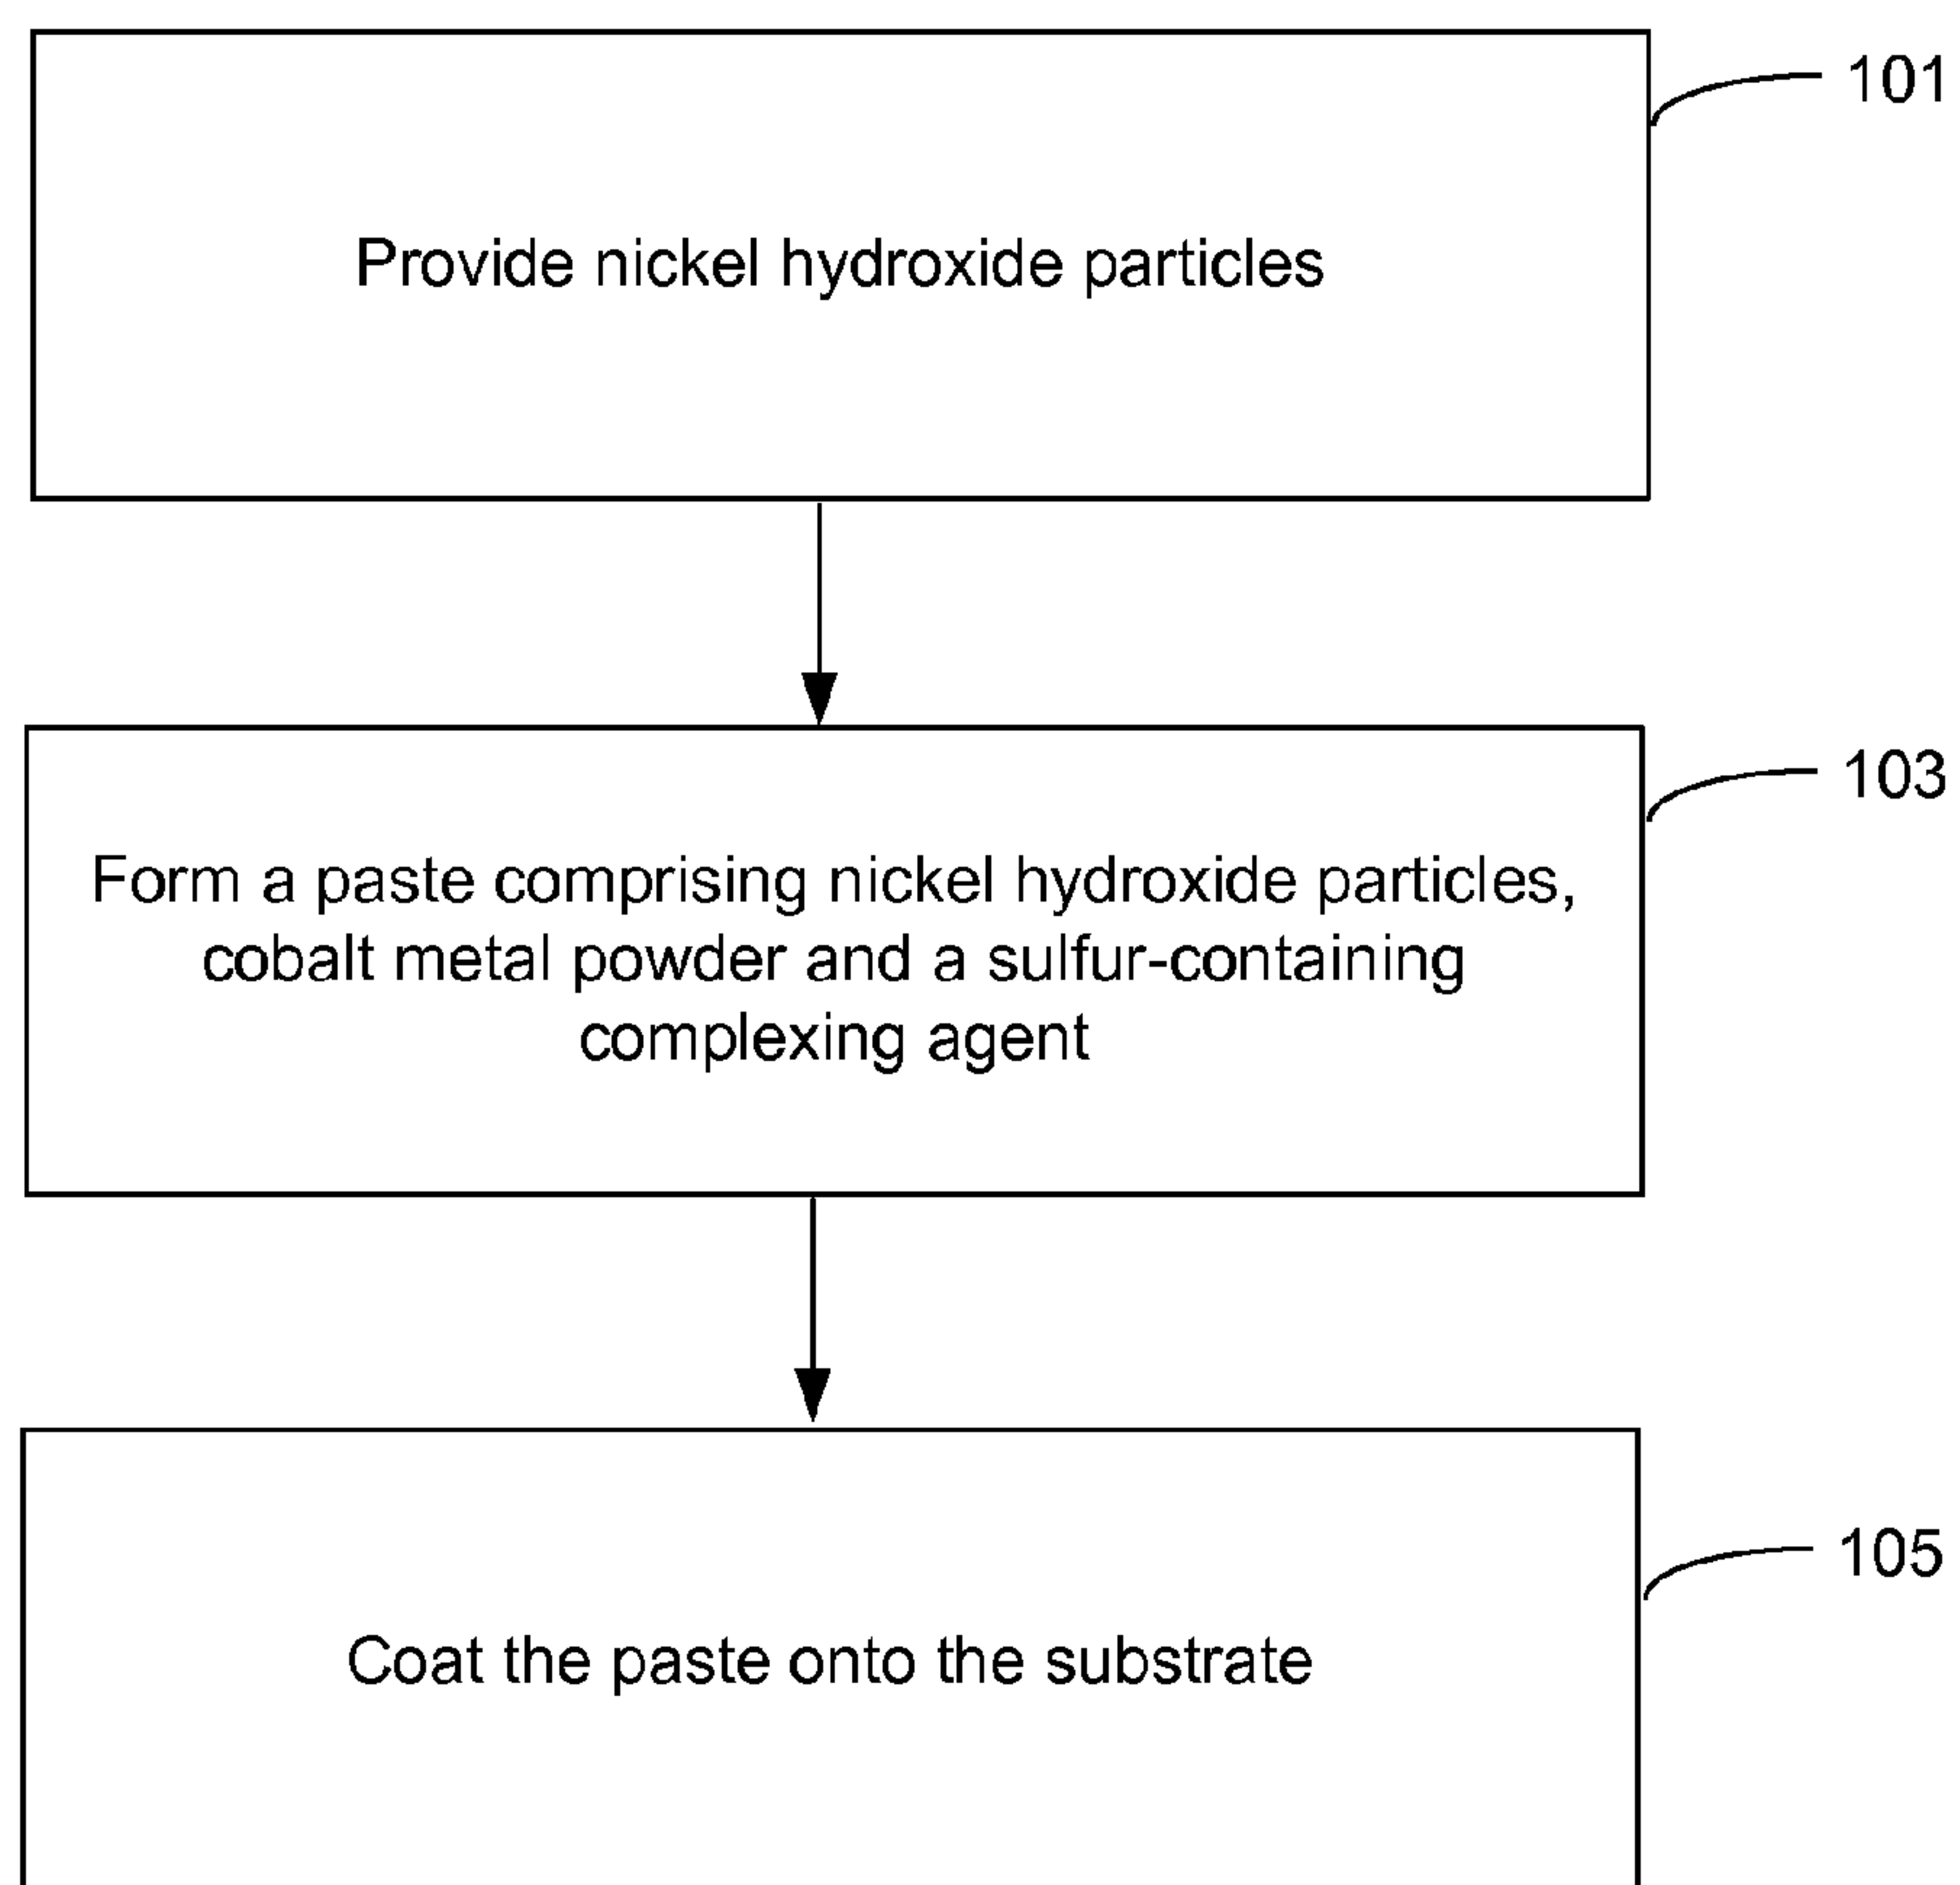 101
Provide nickel hydroxide particles
103
Form a paste comprising nickel hydroxide particles,
cobalt metal powder and a sulfur-containing
complexing agent
105
Coat the paste onto the substrate